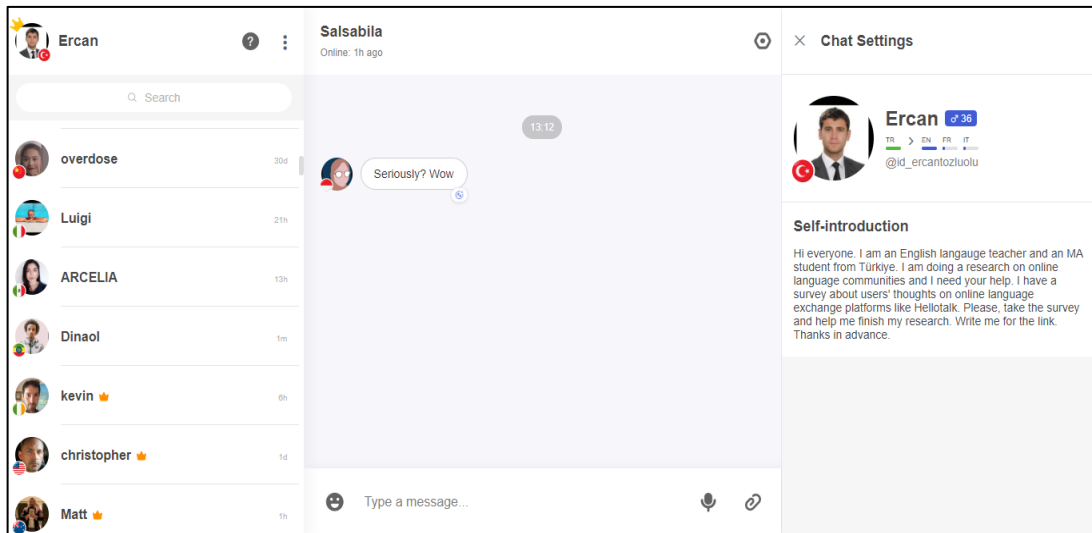 Ercan
?
Search
overdose
30d
Luigi
21h
ARCELIA
13h
Dinaol
1m
kevin
6h
christopher
1d
Matt
1h
Salsabila
Online: 1h ago
13:12
Seriously? Wow
Type a message...
Chat Settings
Ercan ♂ 36
TR > EN FR IT
@id_ercantozluolu
Self-introduction
Hi everyone. I am an English langauge teacher and an MA
student from Türkiye. I am doing a research on online
language communities and I need your help. I have a
survey about users' thoughts on online language
exchange platforms like Hellotalk. Please, take the survey
and help me finish my research. Write me for the link.
Thanks in advance.